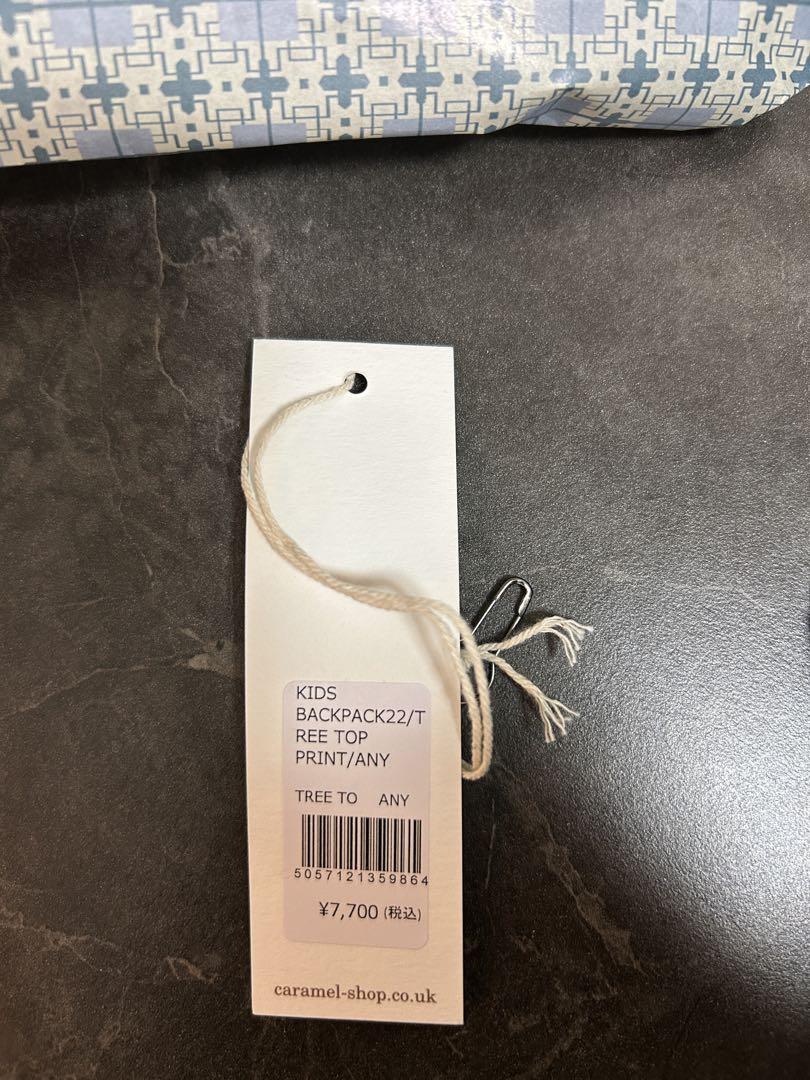 KIDS
BACKPACK22/T
REE TOP
PRINT/ANY
TREE TO ANY
5057121359864
¥7,700 (税込)
caramel-shop.co.uk